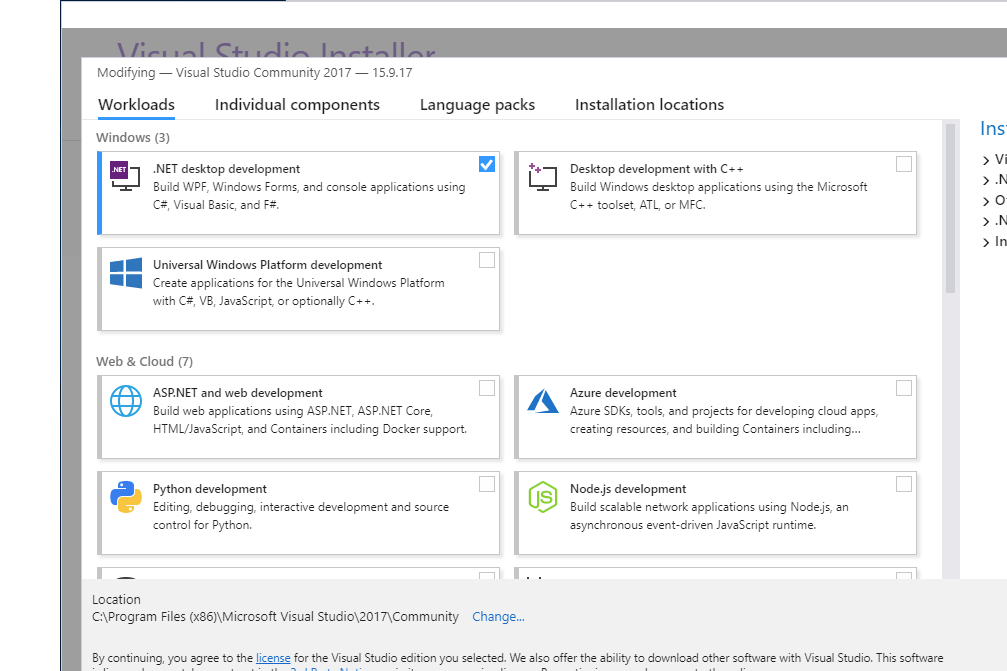 Visual Studio Installer
Modifying — Visual Studio Community 2017 — 15.9.17
Workloads Individual components Language packs Installation locations
Windows (3)
.NET
.NET desktop development
Build WPF, Windows Forms, and console applications using
C#, Visual Basic, and F#.
Desktop development with C++
Build Windows desktop applications using the Microsoft
C++ toolset, ATL, or MFC.
Universal Windows Platform development
Create applications for the Universal Windows Platform
with C#, VB, JavaScript, or optionally C++.
Web & Cloud (7)
ASP.NET and web development
Build web applications using ASP.NET, ASP.NET Core,
HTML/JavaScript, and Containers including Docker support.
Azure development
Azure SDKs, tools, and projects for developing cloud apps,
creating resources, and building Containers including...
Python development
Editing, debugging, interactive development and source
control for Python.
JS
Node.js development
Build scalable network applications using Node.js, an
asynchronous event-driven JavaScript runtime.
Location
C:\Program Files (x86)\Microsoft Visual Studio\2017\Community Change...
By continuing, you agree to the license for the Visual Studio edition you selected. We also offer the ability to download other software with Visual Studio. This software